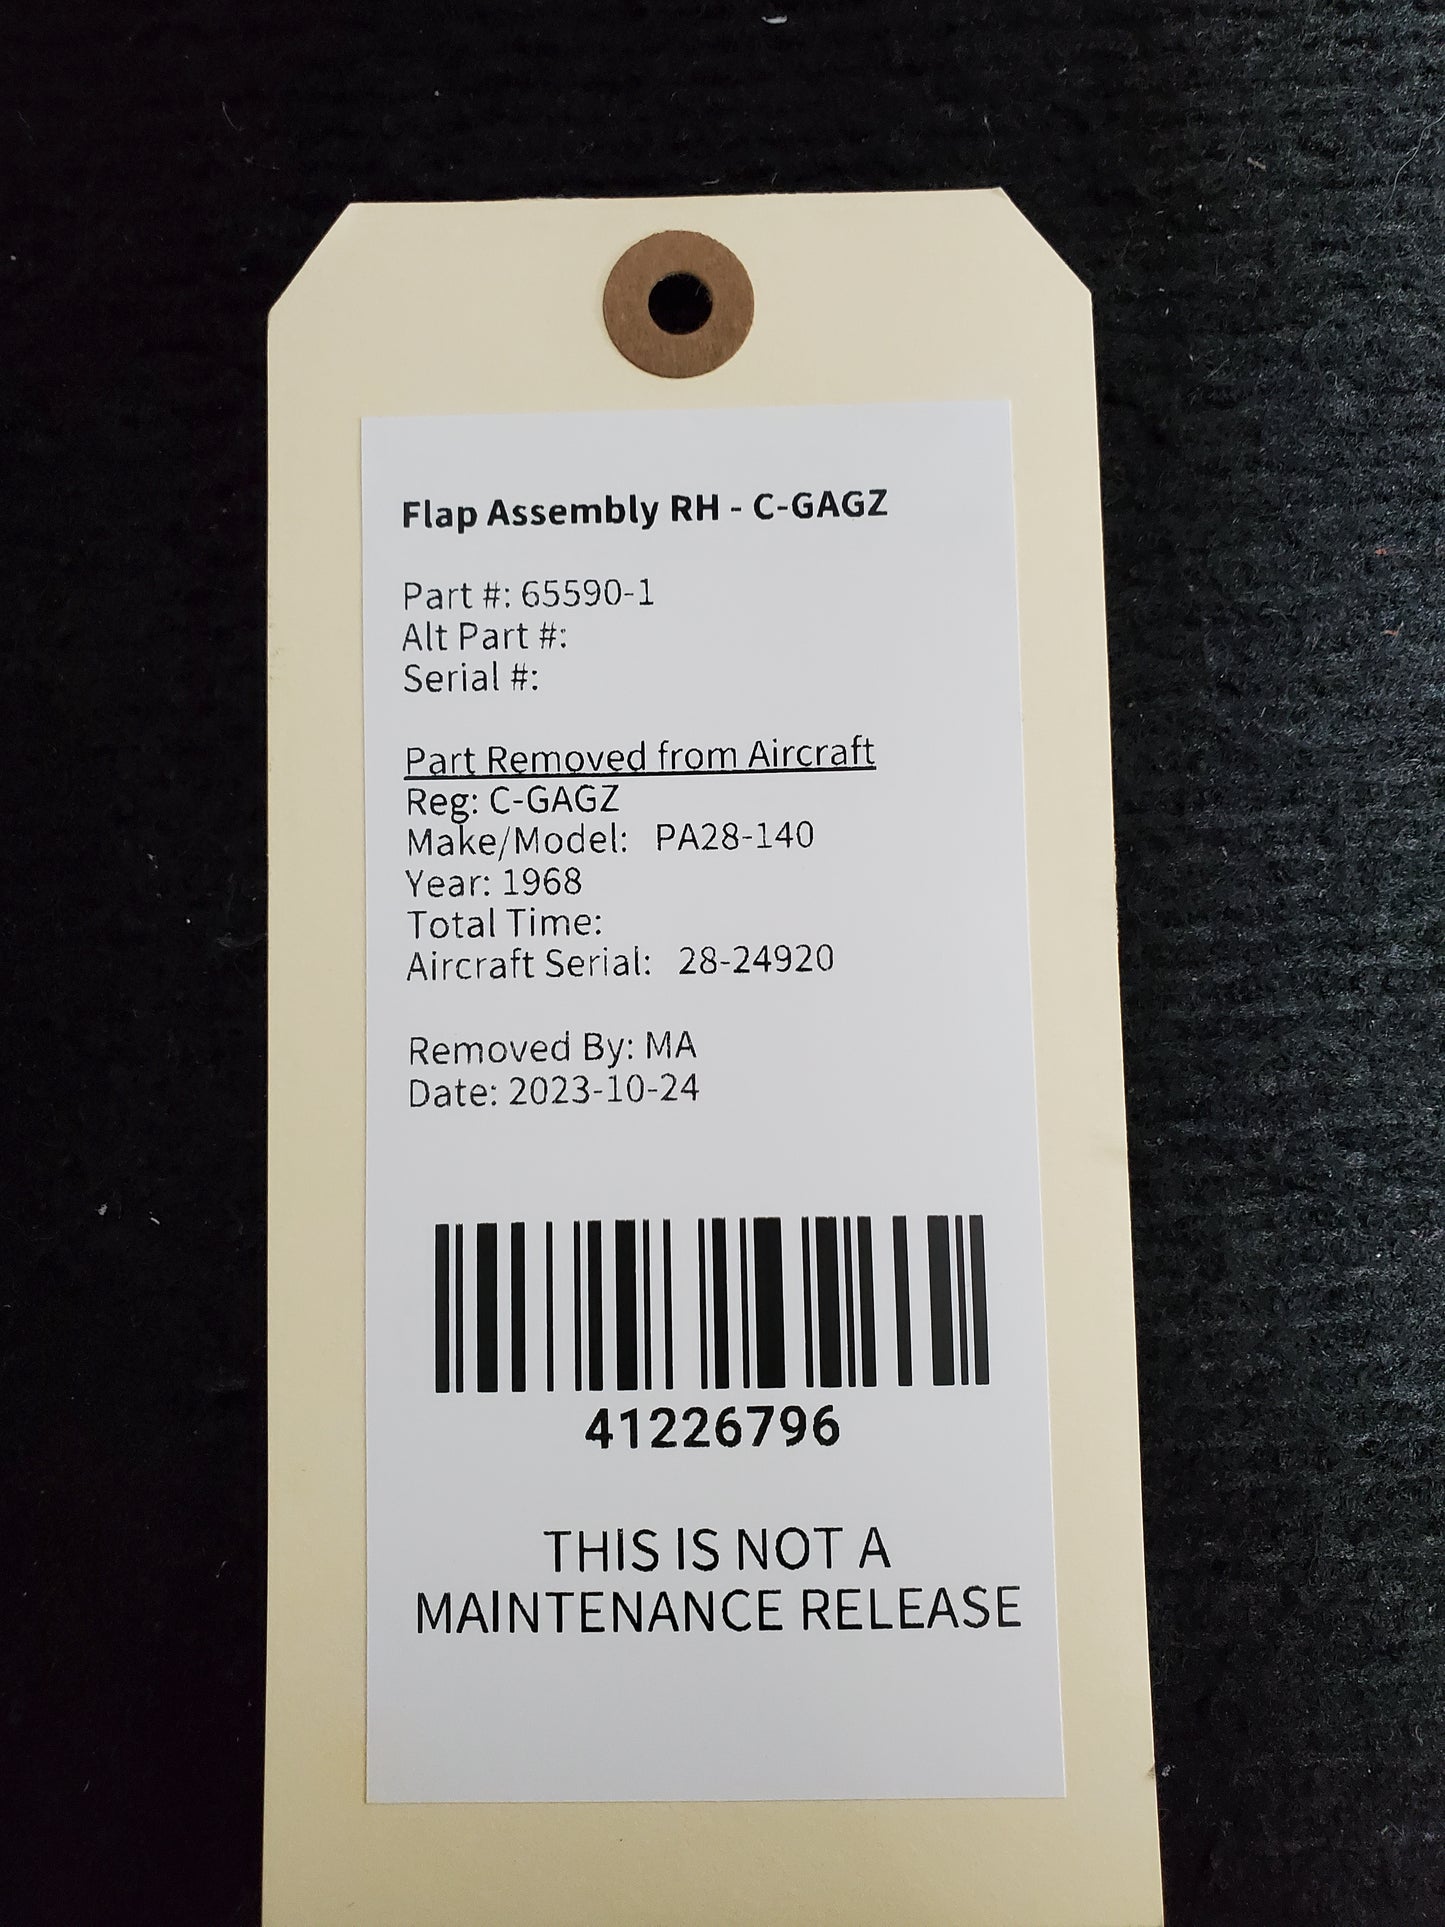 Flap Assembly RH - C-GAGZ
Part #: 65590-1
Alt Part #:
Serial #:
Part Removed from Aircraft
Reg: C-GAGZ
Make/Model: PA28-140
Year: 1968
Total Time:
Aircraft Serial: 28-24920
Removed By: MA
Date: 2023-10-24
41226796
THIS IS NOT A
MAINTENANCE RELEASE